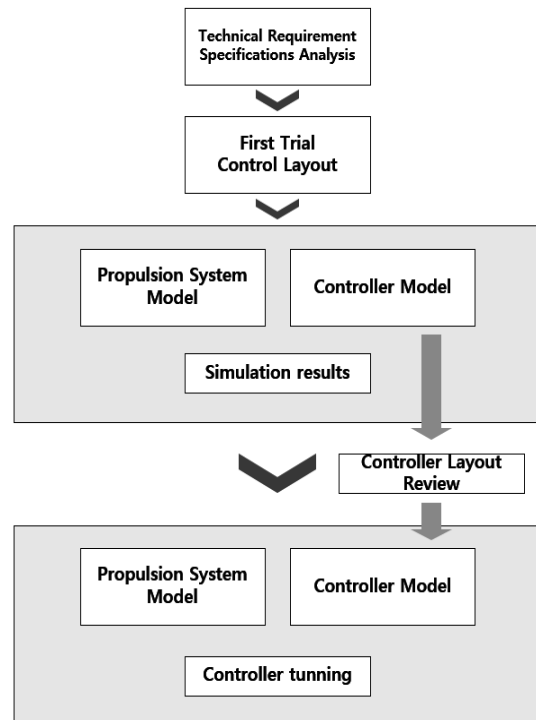 Technical Requirement
Specifications Analysis
First Trial
Control Layout
Propulsion System
Model
Controller Model
Simulation results
Controller Layout
Review
Propulsion System
Model
Controller Model
Controller tunning